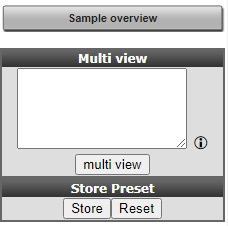 Sample overview
Multi view
multi view
Store Preset
Store Reset